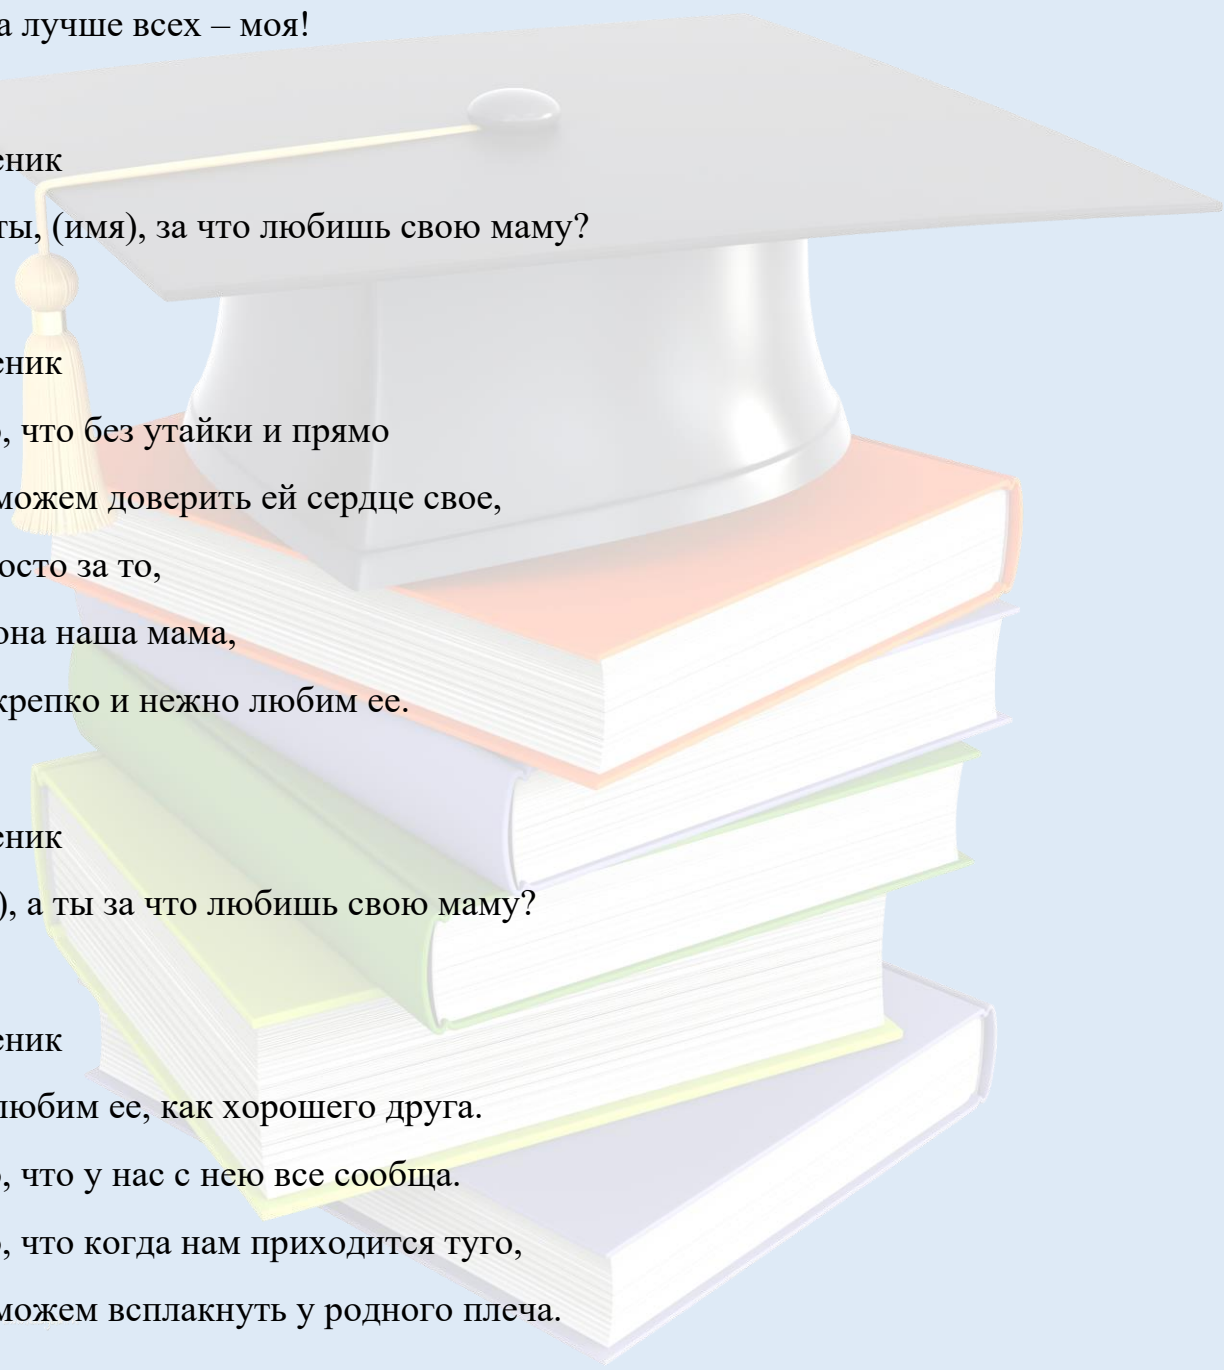 а лучше всех – моя!
еник
ты, (имя), за что любишь свою маму?
еник
, что без утайки и прямо
можем доверить ей сердце свое,
осто за то,
она наша мама,
крепко и нежно любим ее.
еник
), а ты за что любишь свою маму?
еник
любим ее, как хорошего друга.
, что у нас с нею все сообща.
, что когда нам приходится туго,
можем всплакнуть у родного плеча.